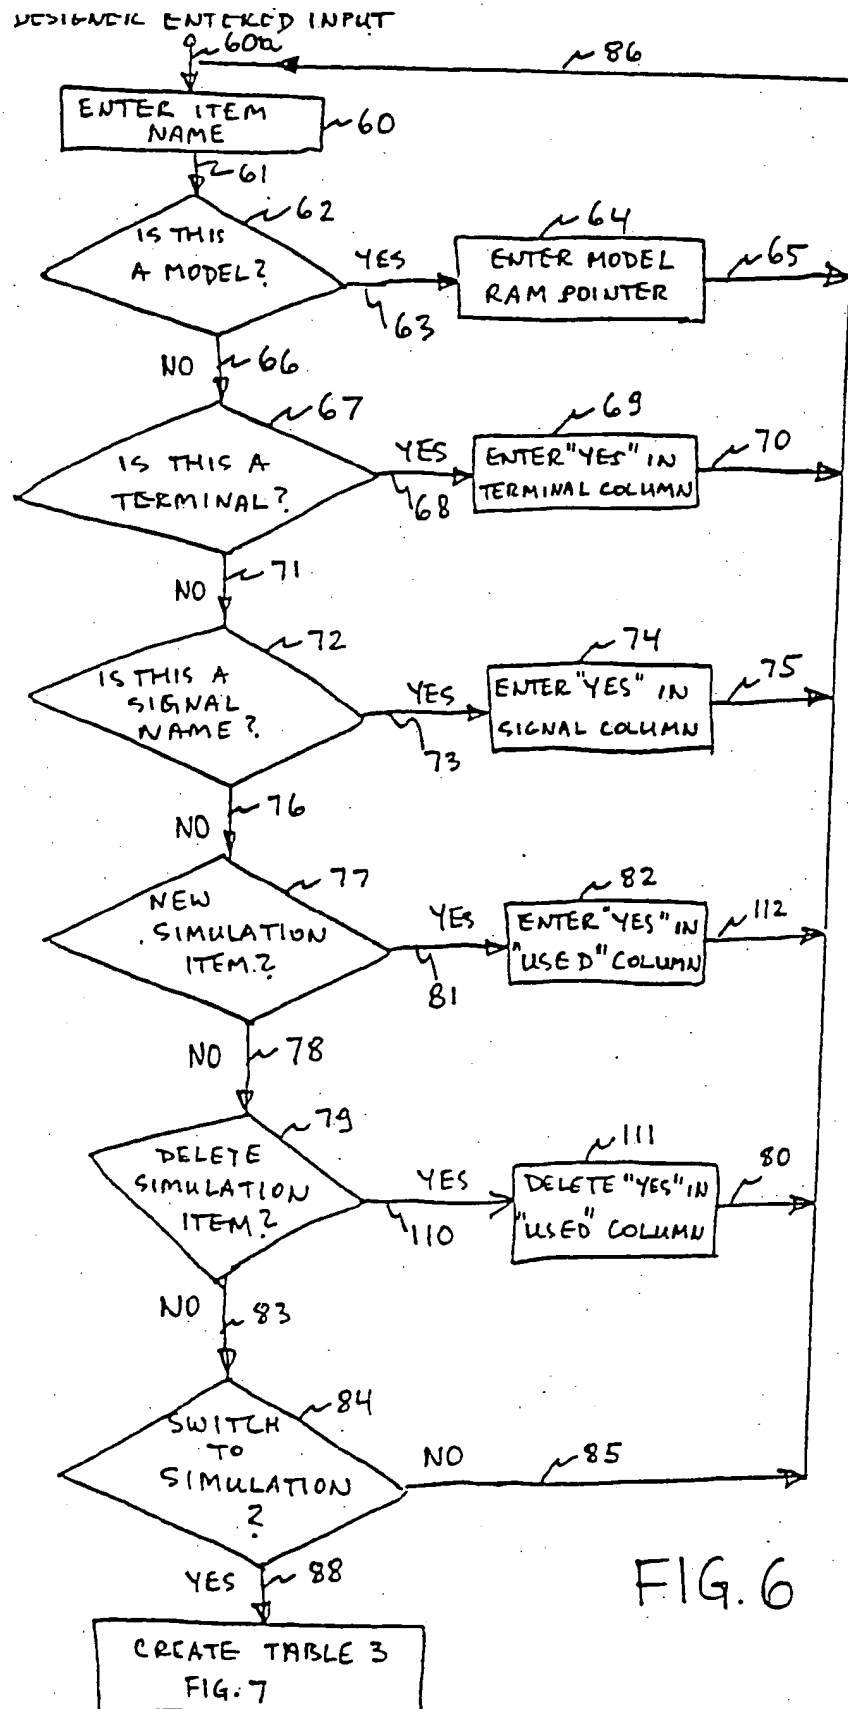 DESIGNER ENTERED INPUT
60a
86
ENTER ITEM
NAME
60
61
62
IS THIS
A MODEL?
YES
63
64
ENTER MODEL
RAM POINTER
65
NO
66
67
IS THIS A
TERMINAL?
YES
68
69
ENTER "YES" IN
TERMINAL COLUMN
70
NO
71
72
IS THIS A
SIGNAL
NAME?
YES
73
74
ENTER "YES" IN
SIGNAL COLUMN
75
NO
76
77
NEW
SIMULATION
ITEM?
YES
81
82
ENTER "YES" IN
"USED" COLUMN
112
NO
78
79
DELETE
SIMULATION
ITEM?
YES
110
111
DELETE "YES" IN
"USED" COLUMN
80
NO
83
84
SWITCH
TO
SIMULATION
?
NO
85
YES
88
FIG. 6
CREATE TABLE 3
FIG. 7